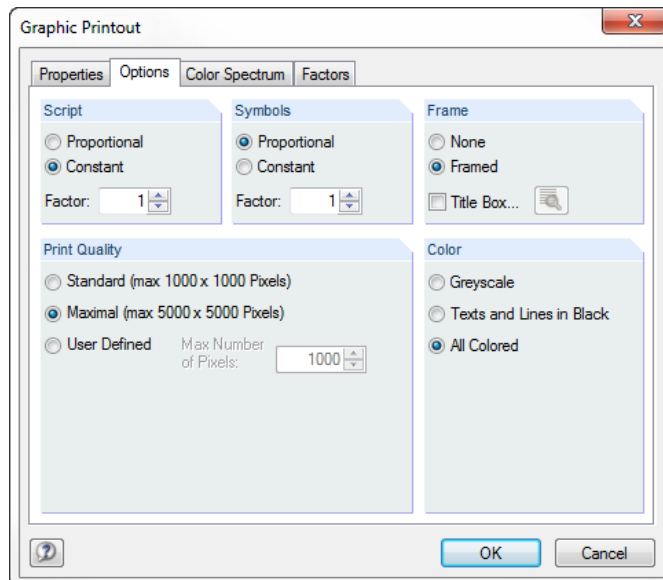 Graphic Printout
Properties Options Color Spectrum Factors
Script
Proportional
Constant
Factor: 1
Symbols
Proportional
Constant
Factor: 1
Frame
None
Framed
Title Box...
Print Quality
Standard (max 1000 x 1000 Pixels)
Maximal (max 5000 x 5000 Pixels)
User Defined
Max Number
of Pixels: 1000
Color
Greyscale
Texts and Lines in Black
All Colored
OK Cancel